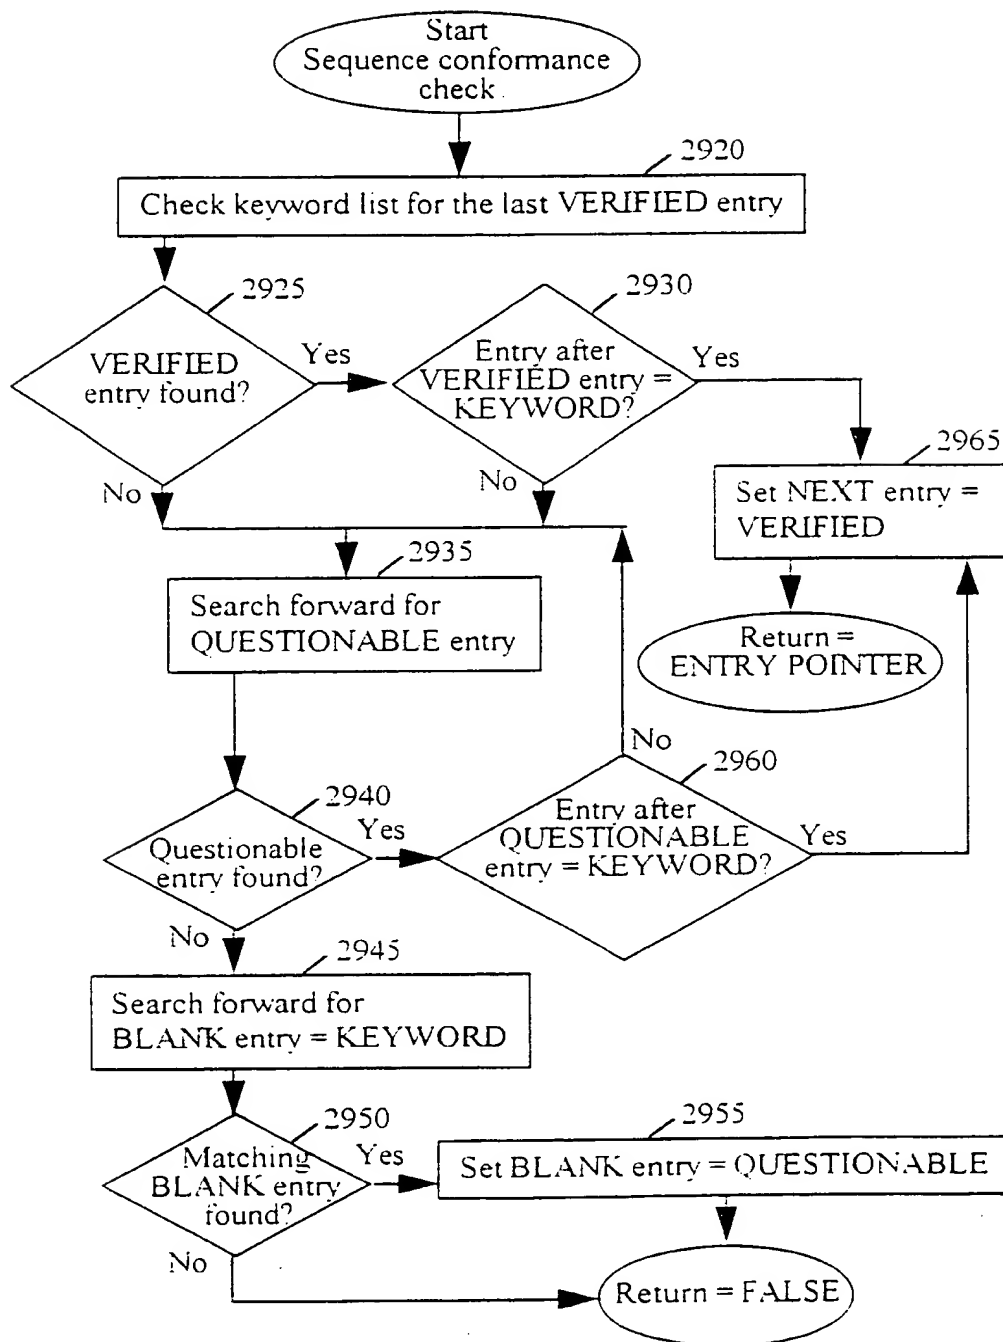 Start
Sequence conformance
check
2920
Check keyword list for the last VERIFIED entry
2925
VERIFIED
entry found?
Yes
No
2930
Entry after
VERIFIED entry =
KEYWORD?
Yes
No
2965
Set NEXT entry =
VERIFIED
Return =
ENTRY POINTER
2935
Search forward for
QUESTIONABLE entry
2940
Questionable
entry found?
Yes
No
2960
Entry after
QUESTIONABLE
entry = KEYWORD?
No
Yes
2945
Search forward for
BLANK entry = KEYWORD
2950
Matching
BLANK entry
found?
Yes
No
2955
Set BLANK entry = QUESTIONABLE
Return = FALSE